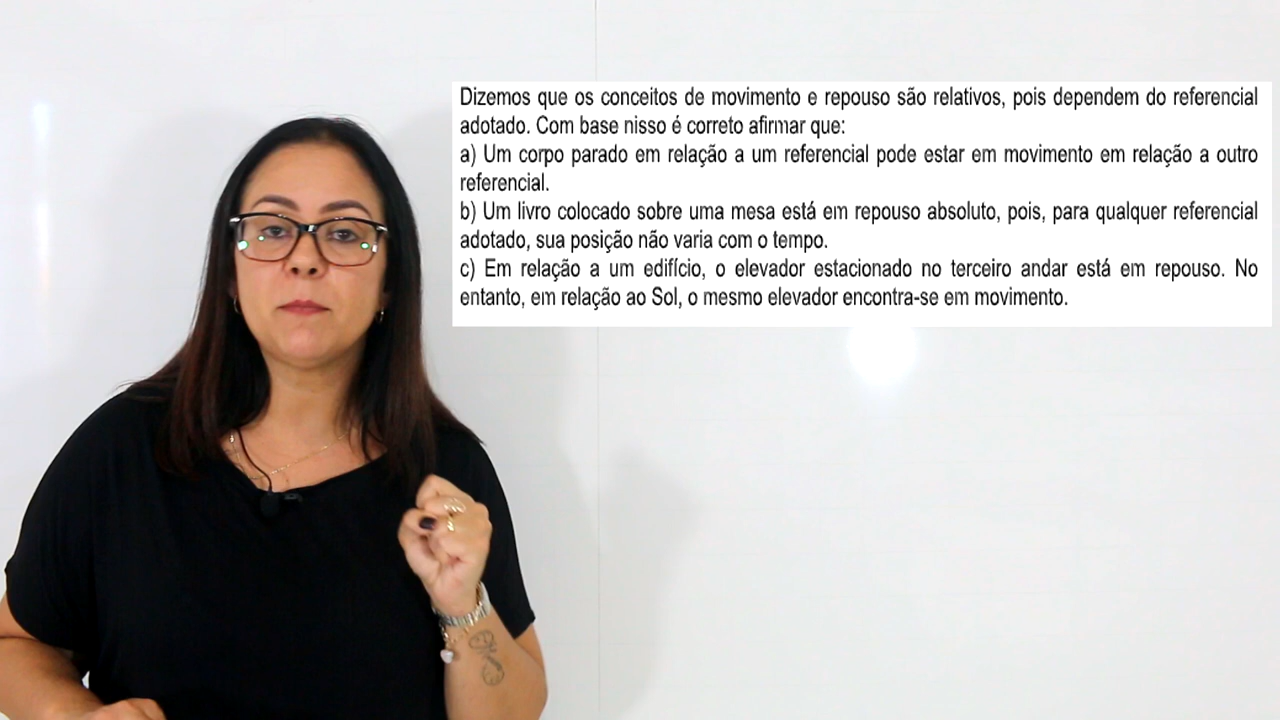 Dizemos que os conceitos de movimento e repouso são relativos, pois dependem do referencial
adotado. Com base nisso é correto afirmar que:
a) Um corpo parado em relação a um referencial pode estar em movimento em relação a outro
referencial.
b) Um livro colocado sobre uma mesa está em repouso absoluto, pois, para qualquer referencial
adotado, sua posição não varia com o tempo.
c) Em relação a um edifício, o elevador estacionado no terceiro andar está em repouso. No
entanto, em relação ao Sol, o mesmo elevador encontra-se em movimento.